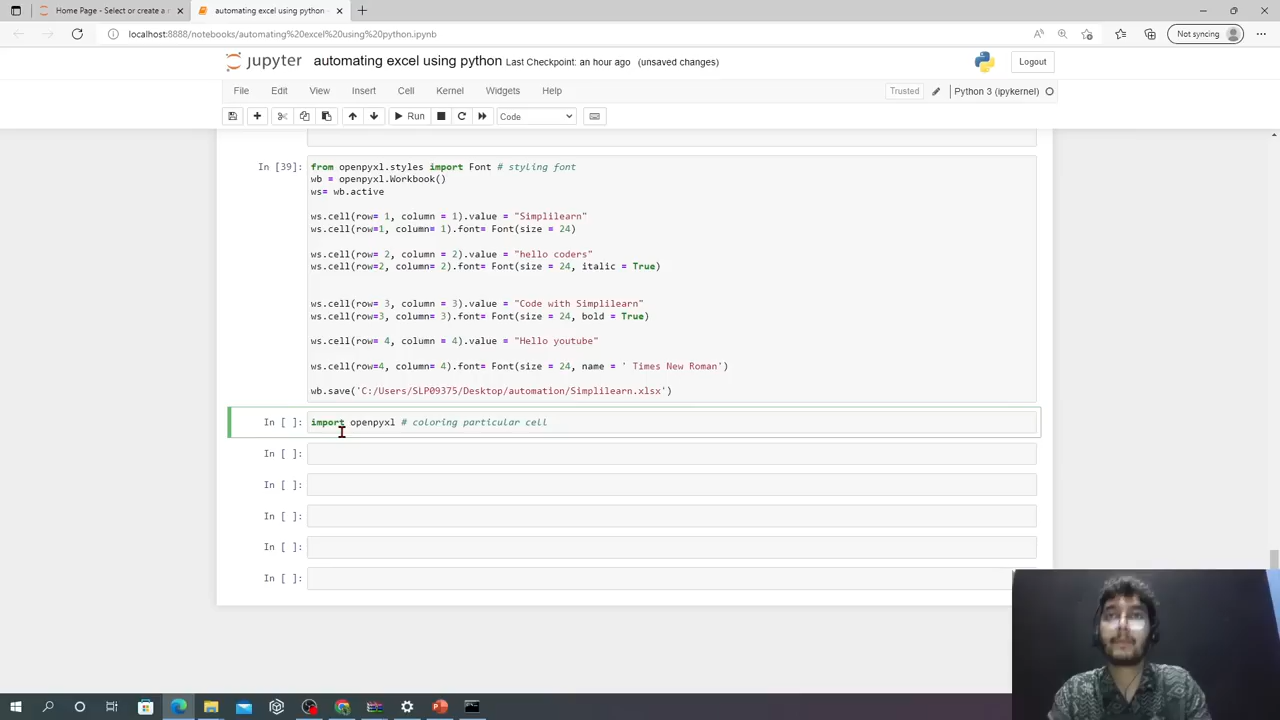 Home Page - Select or create a n
automating excel using python -
localhost:8888/notebooks/automating%20excel%20using%20python.ipynb
Not syncing
jupyter automating excel using python Last Checkpoint: an hour ago (unsaved changes)
Logout
File Edit View Insert Cell Kernel Widgets Help
Trusted
Python 3 (ipykernel)
Run
Code
In [39]:
from openpyxl.styles import Font # styling font
wb = openpyxl.Workbook()
ws= wb.active
ws.cell(row= 1, column = 1).value = "Simplilearn"
ws.cell(row=1, column= 1).font= Font(size = 24)
ws.cell(row= 2, column = 2).value = "hello coders"
ws.cell(row=2, column= 2).font= Font(size = 24, italic = True)
ws.cell(row= 3, column = 3).value = "Code with Simplilearn"
ws.cell(row=3, column= 3).font= Font(size = 24, bold = True)
ws.cell(row= 4, column = 4).value = "Hello youtube"
ws.cell(row=4, column= 4).font= Font(size = 24, name = ' Times New Roman')
wb.save('C:/Users/SLP09375/Desktop/automation/Simplilearn.xlsx')
In [ ]: import openpyxl # coloring particular cell
In [ ]:
In [ ]:
In [ ]:
In [ ]:
In [ ]: